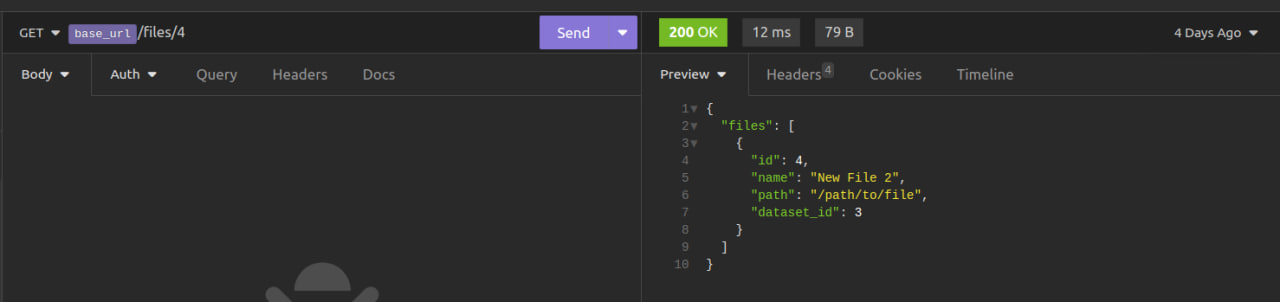 GET base_url/files/4 Send 200 OK 12 ms 79 B 4 Days Ago
Body Auth Query Headers Docs Preview Headers 4 Cookies Timeline
1 {
2 "files": [
3 {
4 "id": 4,
5 "name": "New File 2",
6 "path": "/path/to/file",
7 "dataset_id": 3
8 }
9 ]
10 }